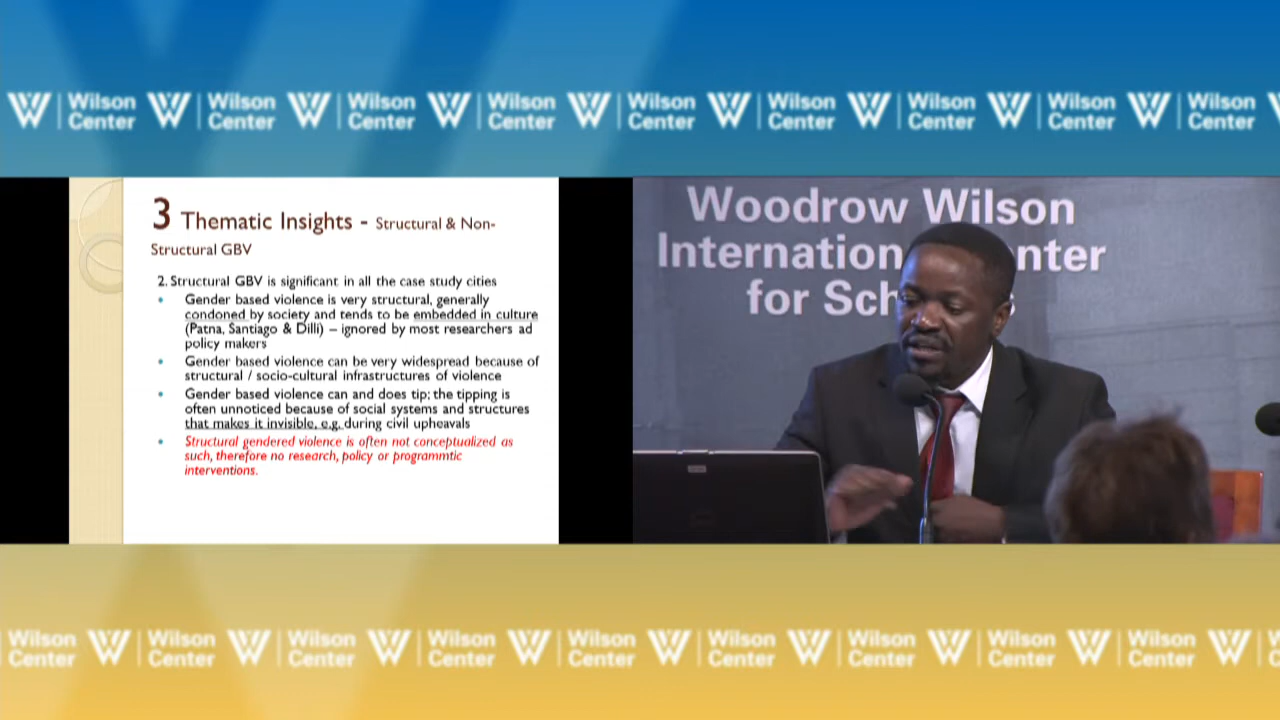 Wilson Center Wilson Center Wilson Center Wilson Center Wilson Center Wilson Center Wilson Center Wilson Center Wilson Center
3 Thematic Insights - Structural & Non-
Structural GBV
2. Structural GBV is significant in all the case study cities
• Gender based violence is very structural, generally
condoned by society and tends to be embedded in culture
(Patna, Santiago & Dilli) – ignored by most researchers ad
policy makers
• Gender based violence can be very widespread because of
structural / socio-cultural infrastructures of violence
• Gender based violence can and does tip; the tipping is
often unnoticed because of social systems and structures
that makes it invisible, e.g. during civil upheavals
• Structural gendered violence is often not conceptualized as
such, therefore no research, policy or programmtic
interventions.
Woodrow Wilson
Internation nter
for Sch s
Wilson Center Wilson Center Wilson Center Wilson Center Wilson Center Wilson Center Wilson Center Wilson Center Wilson Center